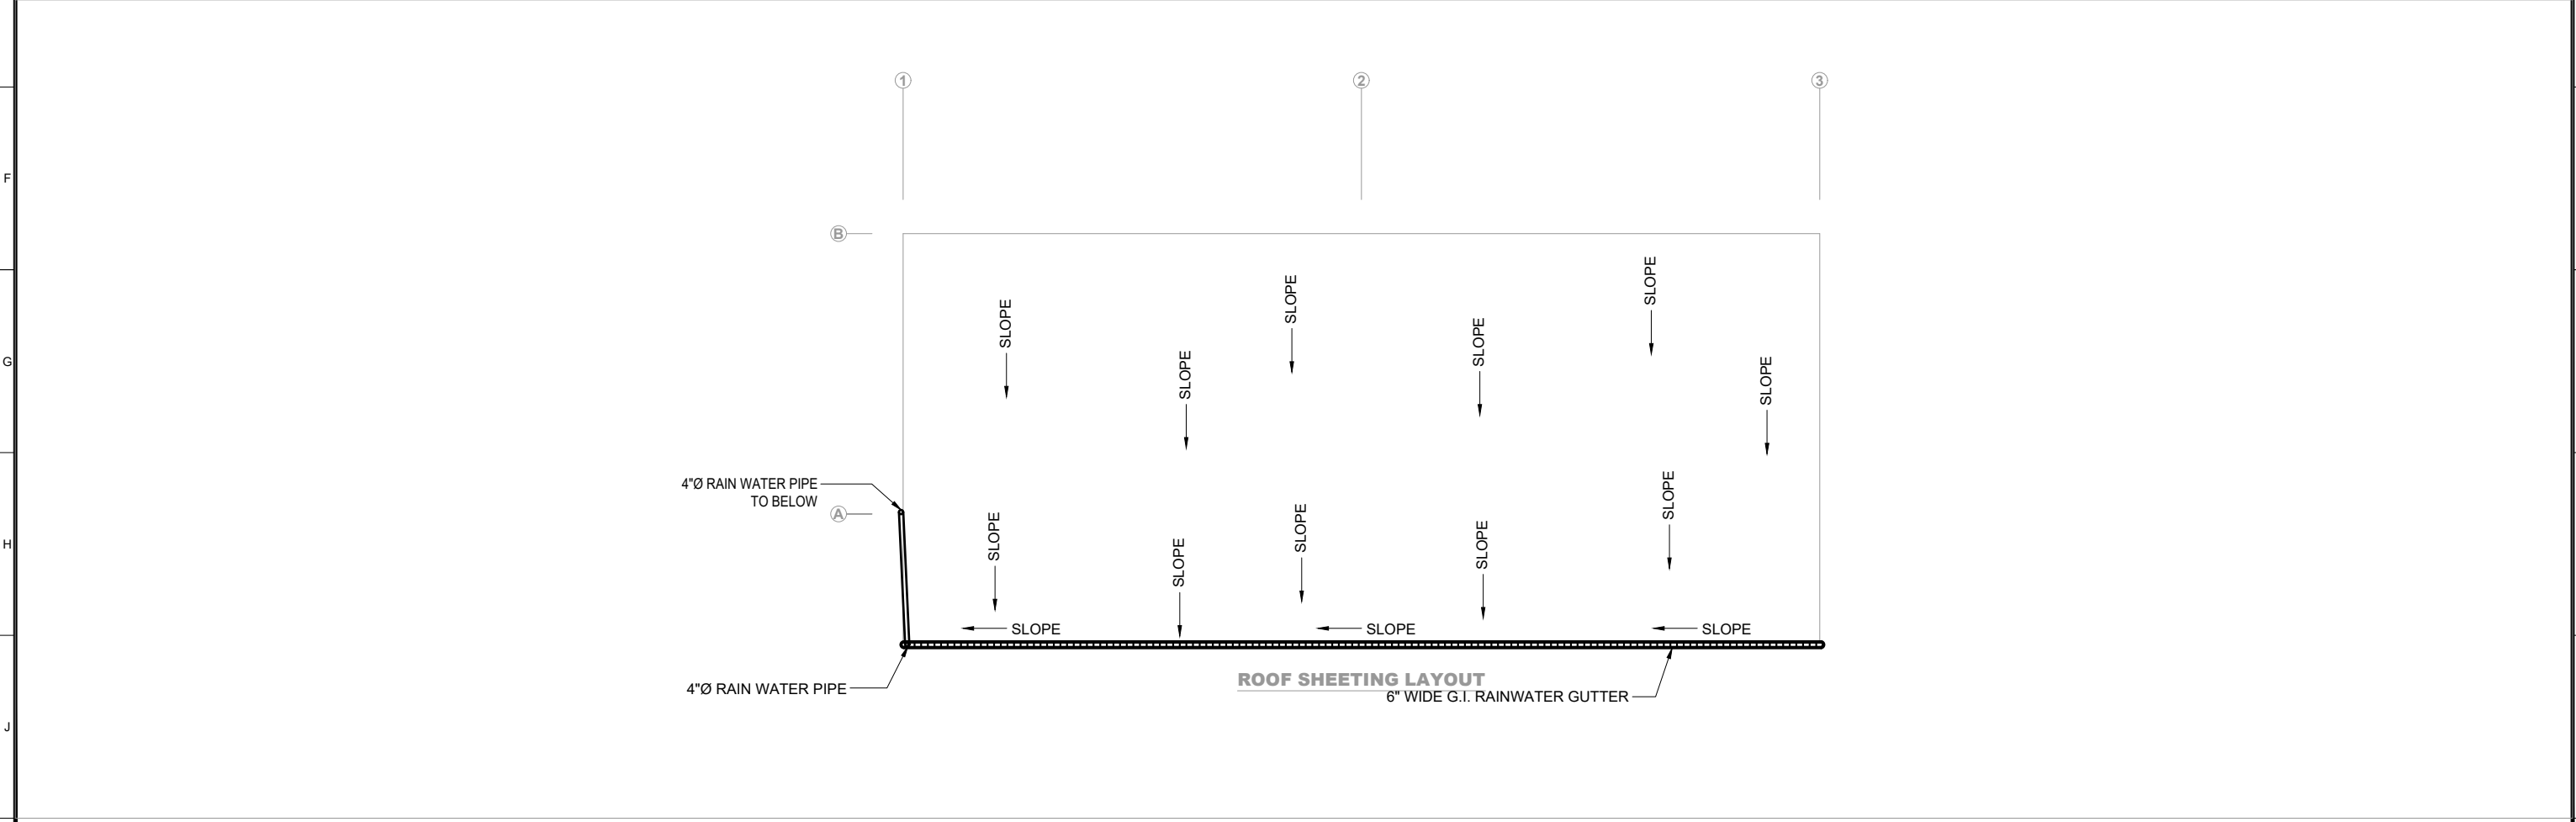 1
2
3
F
B
SLOPE
SLOPE
SLOPE
SLOPE
SLOPE
SLOPE
G
4"Ø RAIN WATER PIPE
TO BELOW
A
SLOPE
SLOPE
SLOPE
SLOPE
SLOPE
H
SLOPE
SLOPE
SLOPE
ROOF SHEETING LAYOUT
4"Ø RAIN WATER PIPE
6" WIDE G.I. RAINWATER GUTTER
J